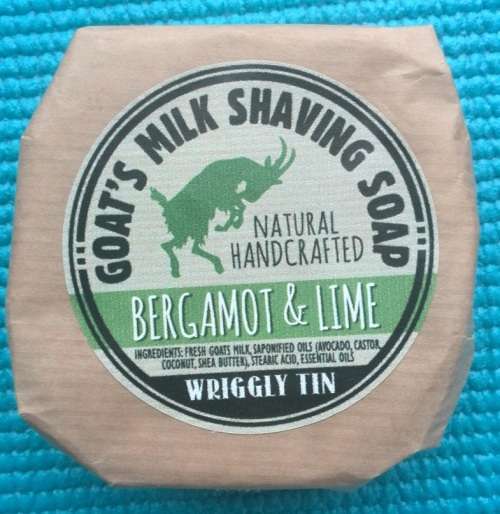 GOAT'S MILK SHAVING SOAP
NATURAL
HANDCRAFTED
BERGAMOT & LIME
INGREDIENTS: FRESH GOATS MILK, SAPONIFIED OILS (AVOCADO, CASTOR,
COCONUT, SHEA BUTTER), STEARIC ACID, ESSENTIAL OILS
WRIGGLY TIN